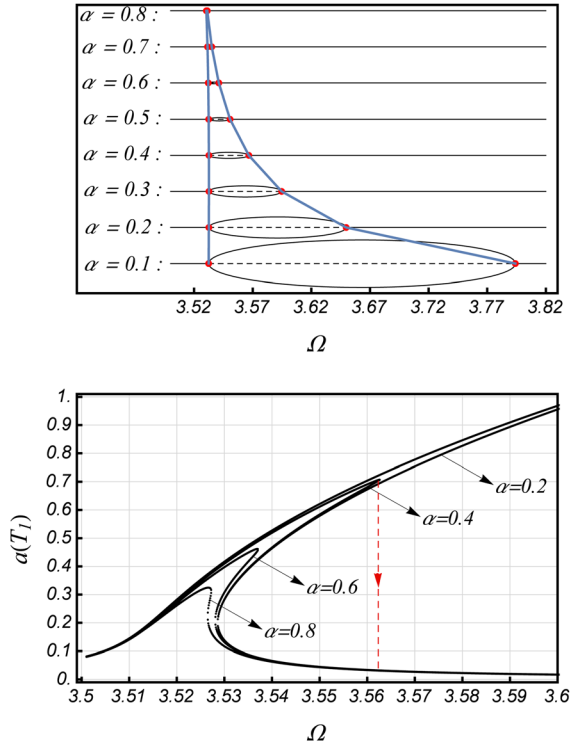 α = 0.8 :
α = 0.7 :
α = 0.6 :
α = 0.5 :
α = 0.4 :
α = 0.3 :
α = 0.2 :
α = 0.1 :
3.52 3.57 3.62 3.67 3.72 3.77 3.82
Ω
1.
0.9
0.8
0.7
0.6
0.5
0.4
0.3
0.2
0.1
0.
a(T₁)
α=0.2
α=0.4
α=0.6
α=0.8
3.5 3.51 3.52 3.53 3.54 3.55 3.56 3.57 3.58 3.59 3.6
Ω